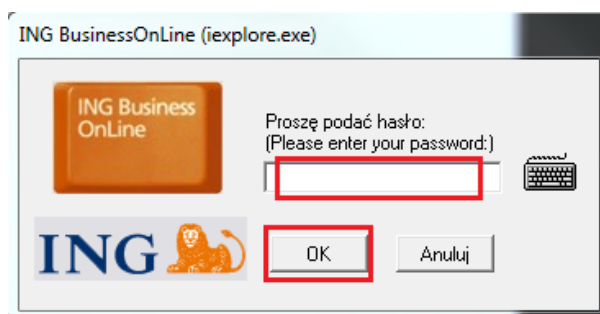 ING BusinessOnLine (iexplore.exe)
ING Business
OnLine
Proszę podać hasło:
(Please enter your password:)
ING
OK
Anuluj